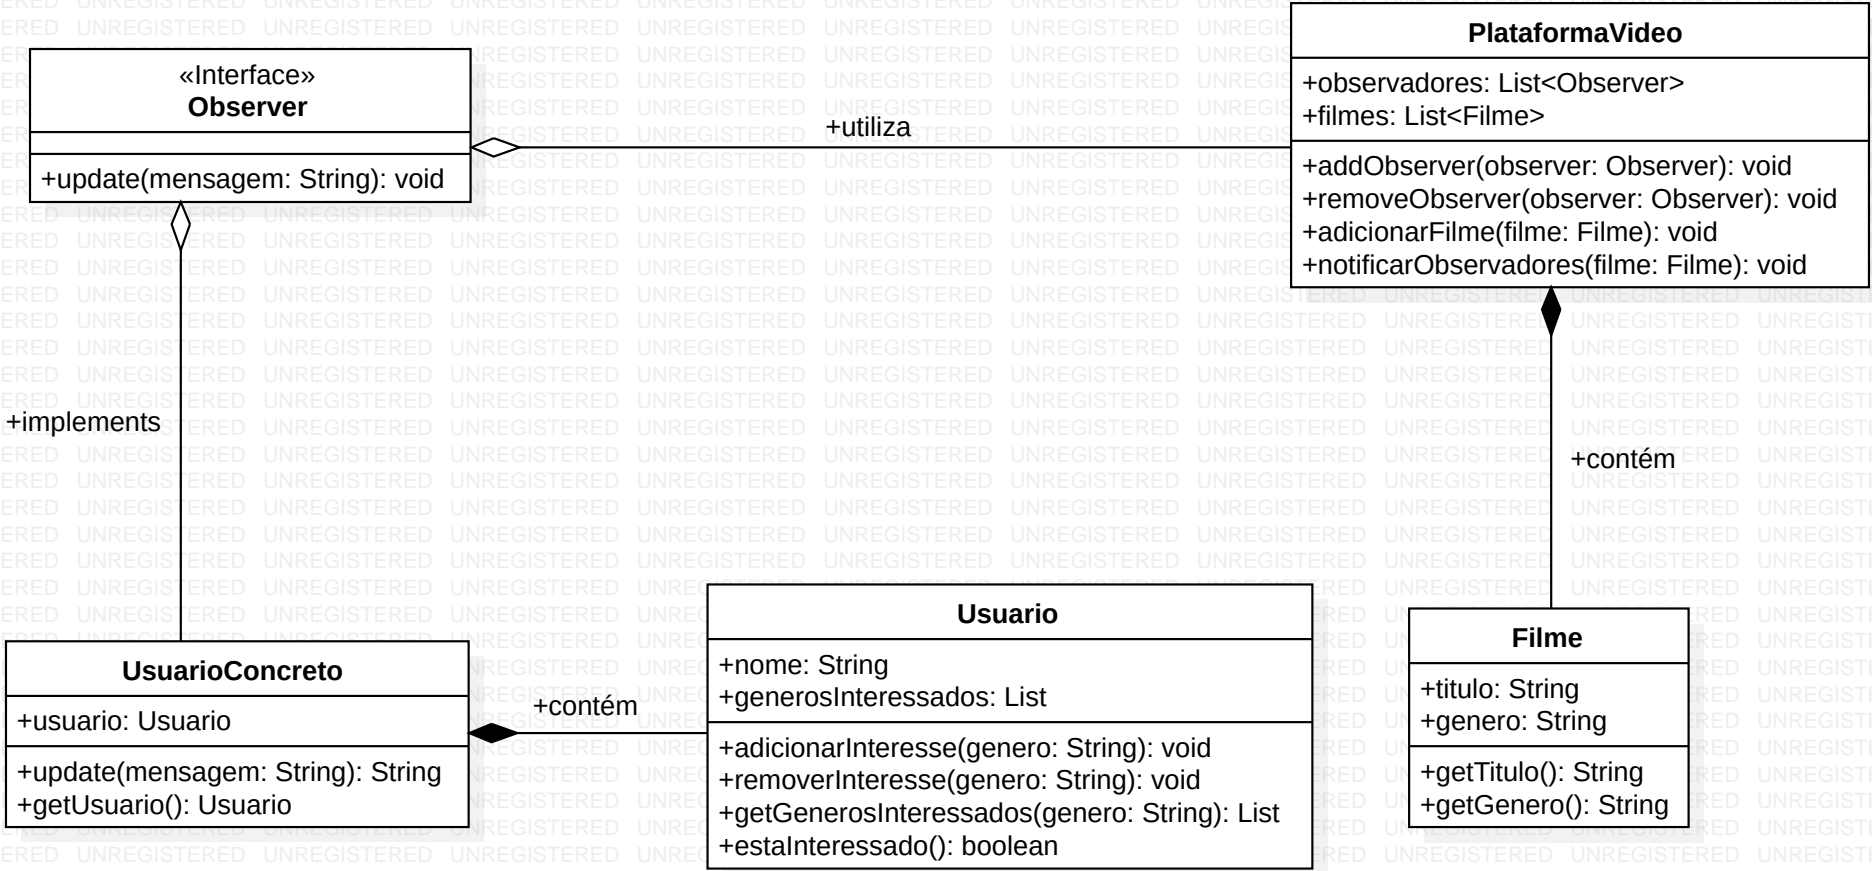 «Interface»
Observer
+update(mensagem: String): void
+utiliza
PlataformaVideo
+observadores: List<Observer>
+filmes: List<Filme>
+addObserver(observer: Observer): void
+removeObserver(observer: Observer): void
+adicionarFilme(filme: Filme): void
+notificarObservadores(filme: Filme): void
+implements
+contém
UsuarioConcreto
+usuario: Usuario
+update(mensagem: String): String
+getUsuario(): Usuario
+contém
Usuario
+nome: String
+generosInteressados: List
+adicionarInteresse(genero: String): void
+removerInteresse(genero: String): void
+getGenerosInteressados(genero: String): List
+estaInteressado(): boolean
Filme
+titulo: String
+genero: String
+getTitulo(): String
+getGenero(): String
UNREGISTERED